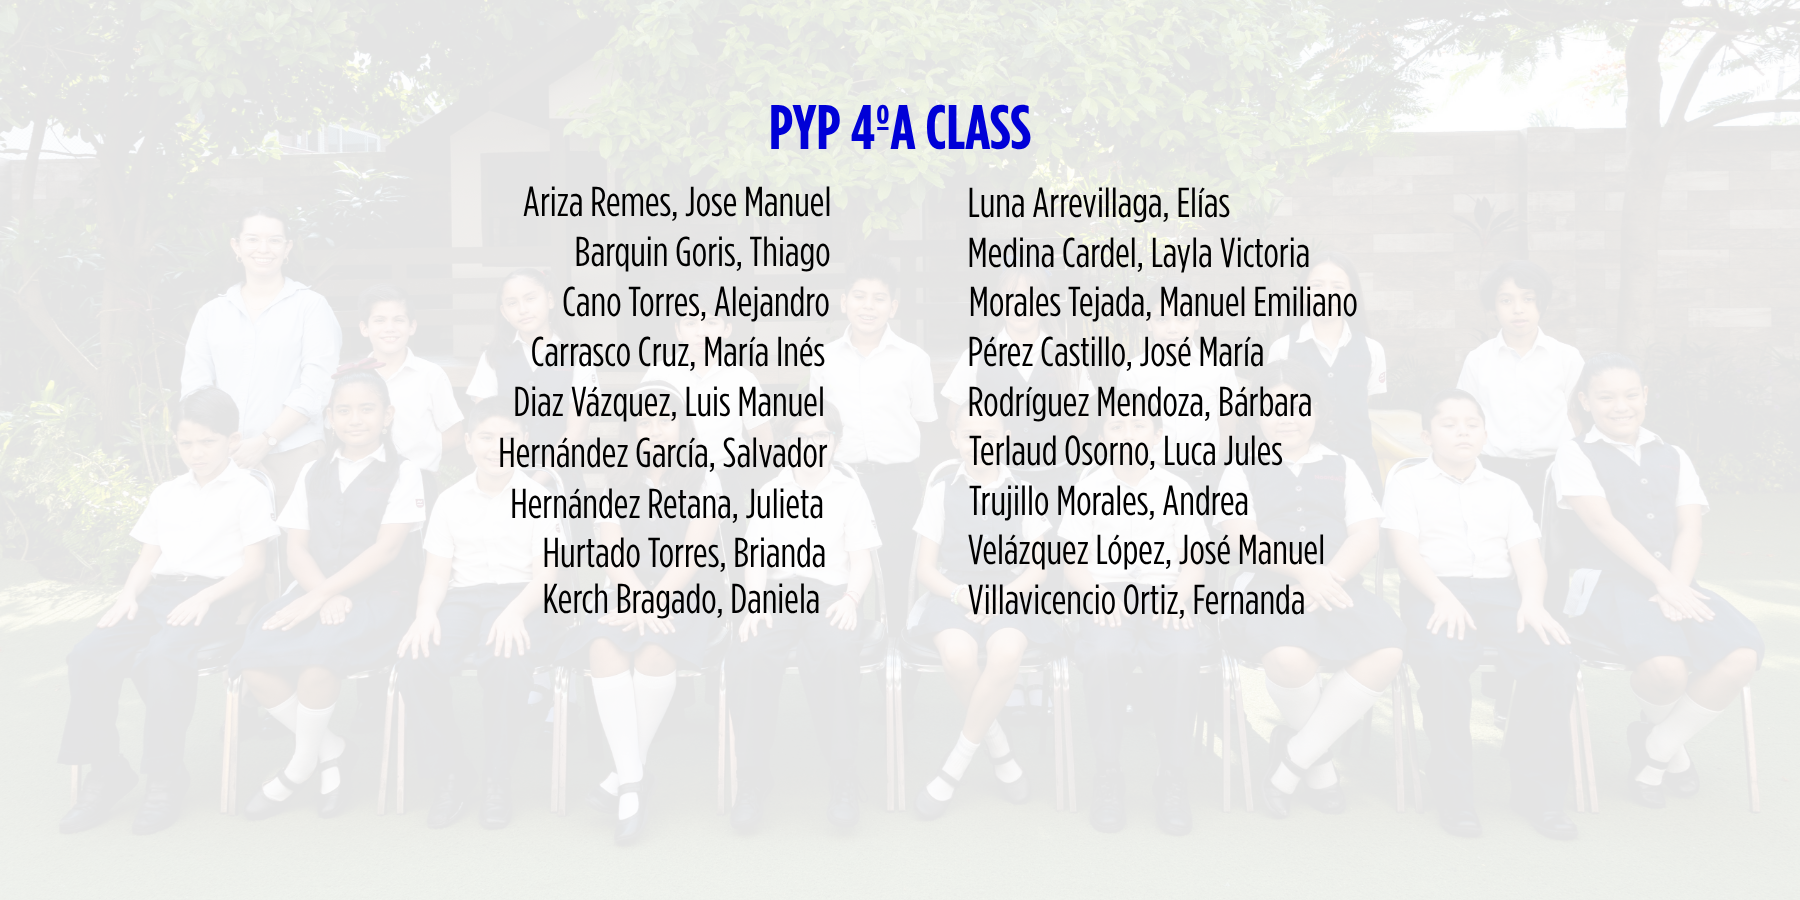 PYP 4ºA CLASS
Ariza Remes, Jose Manuel
Barquin Goris, Thiago
Cano Torres, Alejandro
Carrasco Cruz, María Inés
Diaz Vázquez, Luis Manuel
Hernández García, Salvador
Hernández Retana, Julieta
Hurtado Torres, Brianda
Kerch Bragado, Daniela
Luna Arrevillaga, Elías
Medina Cardel, Layla Victoria
Morales Tejada, Manuel Emiliano
Pérez Castillo, José María
Rodríguez Mendoza, Bárbara
Terlaud Osorno, Luca Jules
Trujillo Morales, Andrea
Velázquez López, José Manuel
Villavicencio Ortiz, Fernanda